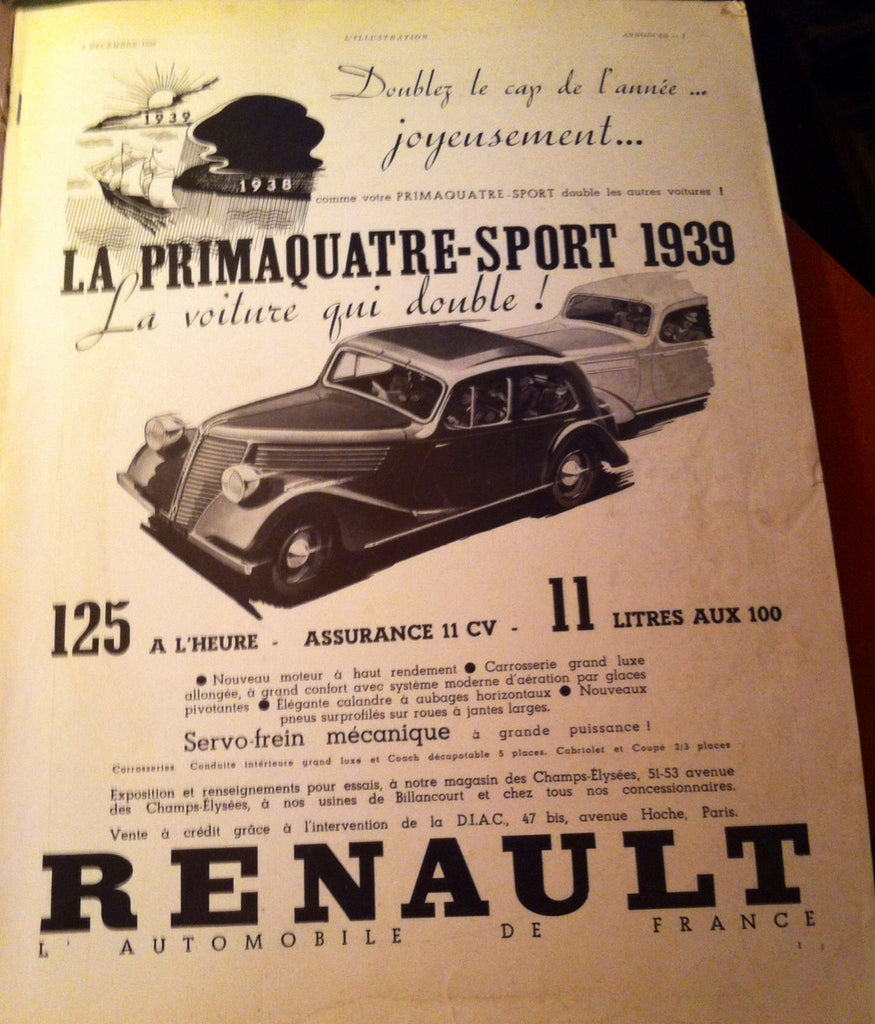 DECEMBRE
L'ILLUSTRATION
ANNONCES
Doublez le cap de l'année ...
1939
joyeusement...
1938
comme votre PRIMAQUATRE-SPORT double les autres voitures !
LA PRIMAQUATRE-SPORT 1939
La voiture qui double !
125 A L'HEURE - ASSURANCE 11 CV - 11 LITRES AUX 100
● Nouveau moteur à haut rendement ● Carrosserie grand luxe
allongée, à grand confort avec système moderne d'aération par glaces
pivotantes ● Élégante calandre à aubages horizontaux ● Nouveaux
pneus surprofilés sur roues à jantes larges.
Servo-frein mécanique à grande puissance !
Carrosseries Conduite intérieure grand luxe et Coach décapotable 5 places. Cabriolet et Coupé 2/3 places
Exposition et renseignements pour essais, à notre magasin des Champs-Élysées, 51-53 avenue
des Champs-Élysées, à nos usines de Billancourt et chez tous nos concessionnaires.
Vente à crédit grâce à l'intervention de la D.I.A.C., 47 bis, avenue Hoche, Paris.
RENAULT
L'AUTOMOBILE DE FRANCE